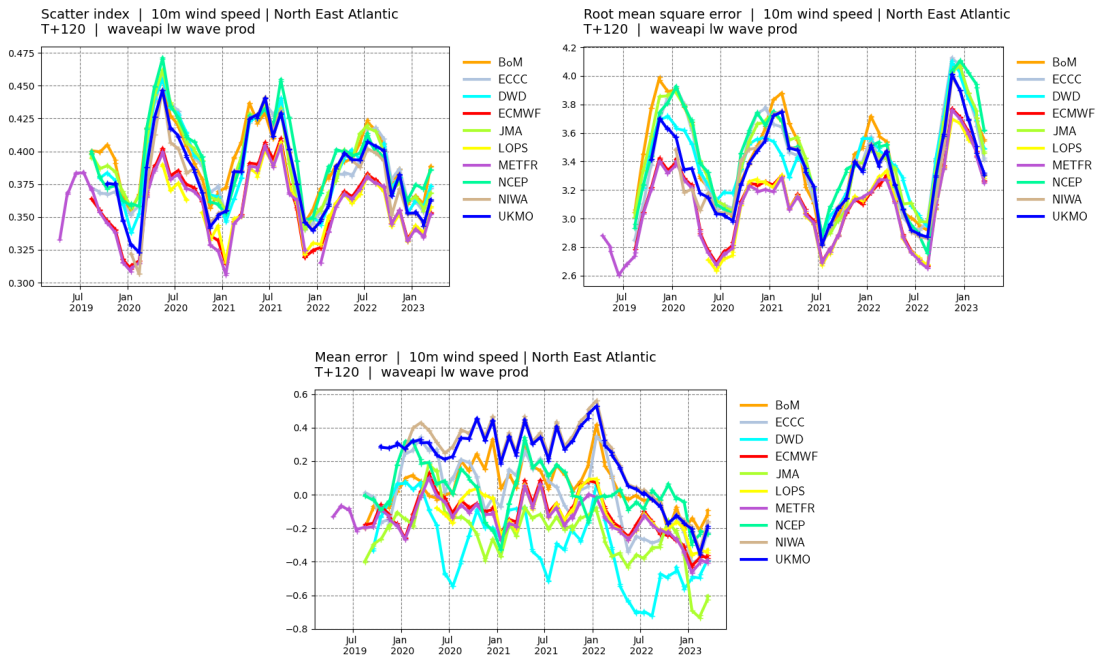 Scatter index | 10m wind speed | North East Atlantic
T+120 | waveapi lw wave prod
0.475
0.450
0.425
0.400
0.375
0.350
0.325
0.300
Jul Jan Jul Jan Jul Jan Jul Jan
2019 2020 2020 2021 2021 2022 2022 2023
BoM
ECCC
DWD
ECMWF
JMA
LOPS
METFR
NCEP
NIWA
UKMO
Root mean square error | 10m wind speed | North East Atlantic
T+120 | waveapi lw wave prod
4.2
4.0
3.8
3.6
3.4
3.2
3.0
2.8
2.6
Jul Jan Jul Jan Jul Jan Jul Jan
2019 2020 2020 2021 2021 2022 2022 2023
BoM
ECCC
DWD
ECMWF
JMA
LOPS
METFR
NCEP
NIWA
UKMO
Mean error | 10m wind speed | North East Atlantic
T+120 | waveapi lw wave prod
0.6
0.4
0.2
0.0
−0.2
−0.4
−0.6
−0.8
Jul Jan Jul Jan Jul Jan Jul Jan
2019 2020 2020 2021 2021 2022 2022 2023
BoM
ECCC
DWD
ECMWF
JMA
LOPS
METFR
NCEP
NIWA
UKMO